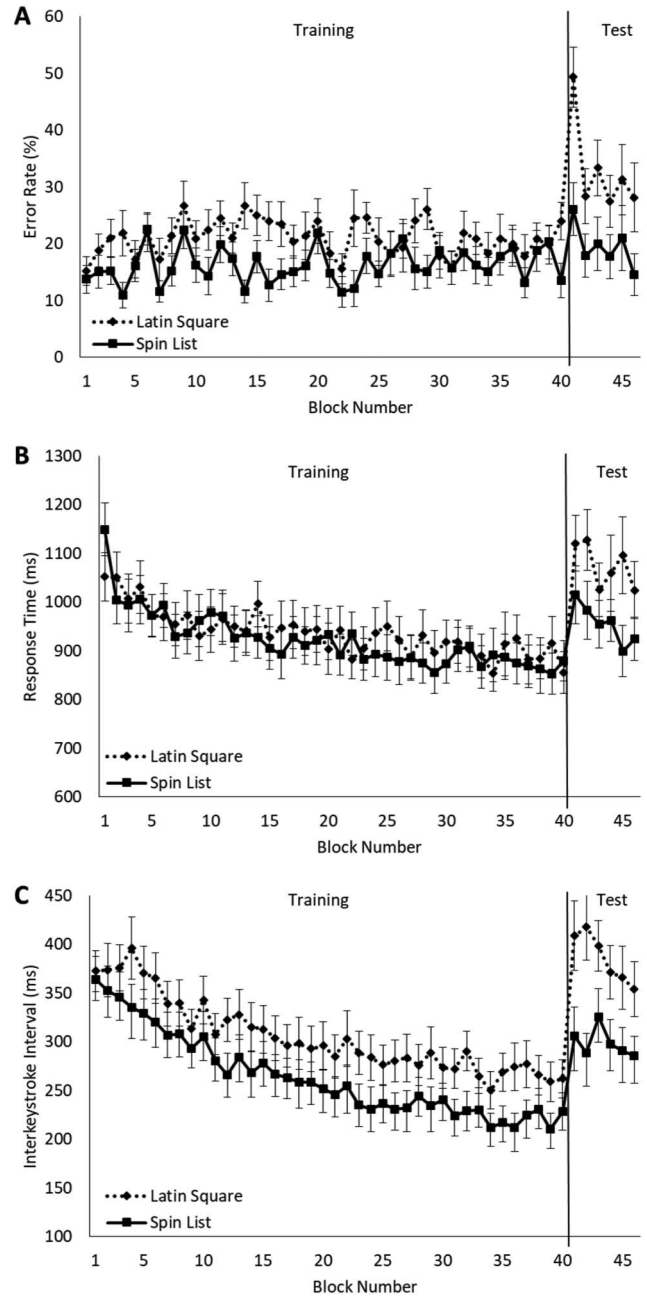 A
Training
Test
Error Rate (%)
60
50
40
30
20
10
0
Latin Square
Spin List
1 5 10 15 20 25 30 35 40 45
Block Number
B
Training
Test
Response Time (ms)
1300
1200
1100
1000
900
800
700
600
Latin Square
Spin List
1 5 10 15 20 25 30 35 40 45
Block Number
C
Training
Test
Interkeystroke Interval (ms)
450
400
350
300
250
200
150
100
Latin Square
Spin List
1 5 10 15 20 25 30 35 40 45
Block Number